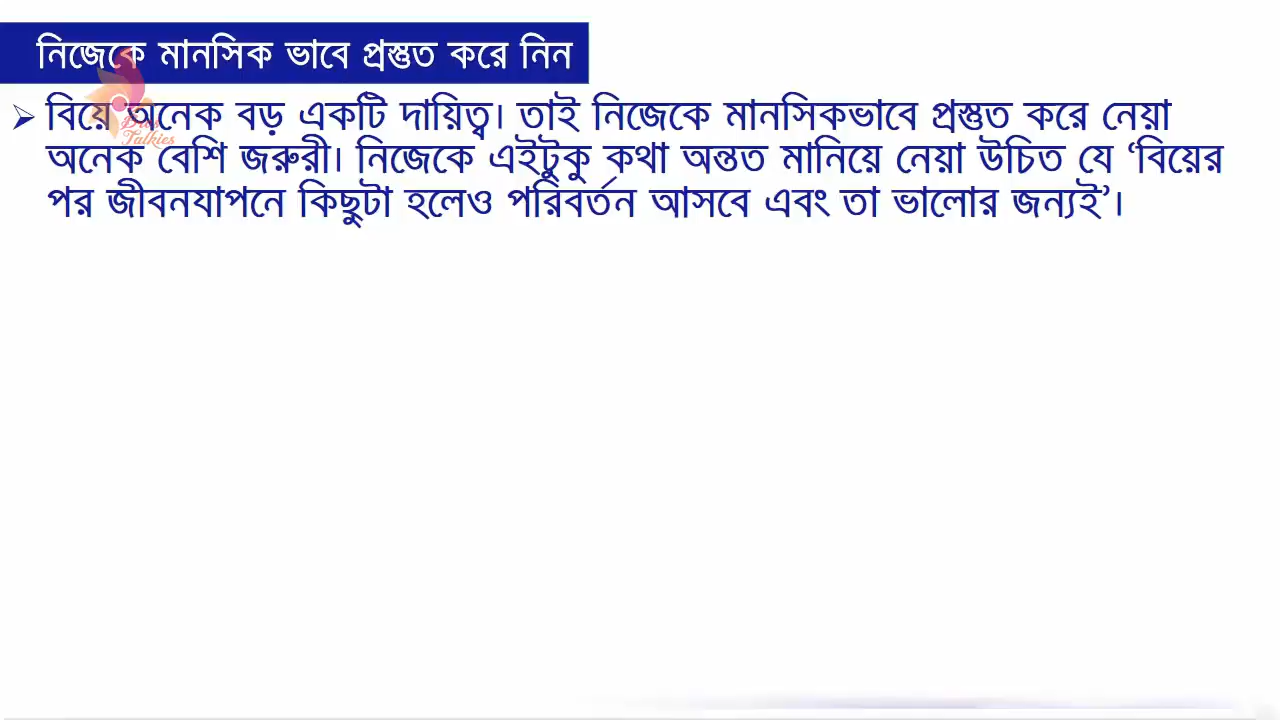 নিজেকে মানসিক ভাবে প্রস্তুত করে নিন
➢ বিয়ে অনেক বড় একটি দায়িত্ব। তাই নিজেকে মানসিকভাবে প্রস্তুত করে নেয়া
অনেক বেশি জরুরী। নিজেকে এইটুকু কথা অন্তত মানিয়ে নেয়া উচিত যে ‘বিয়ের
পর জীবনযাপনে কিছুটা হলেও পরিবর্তন আসবে এবং তা ভালোর জন্যই’।
Talkies